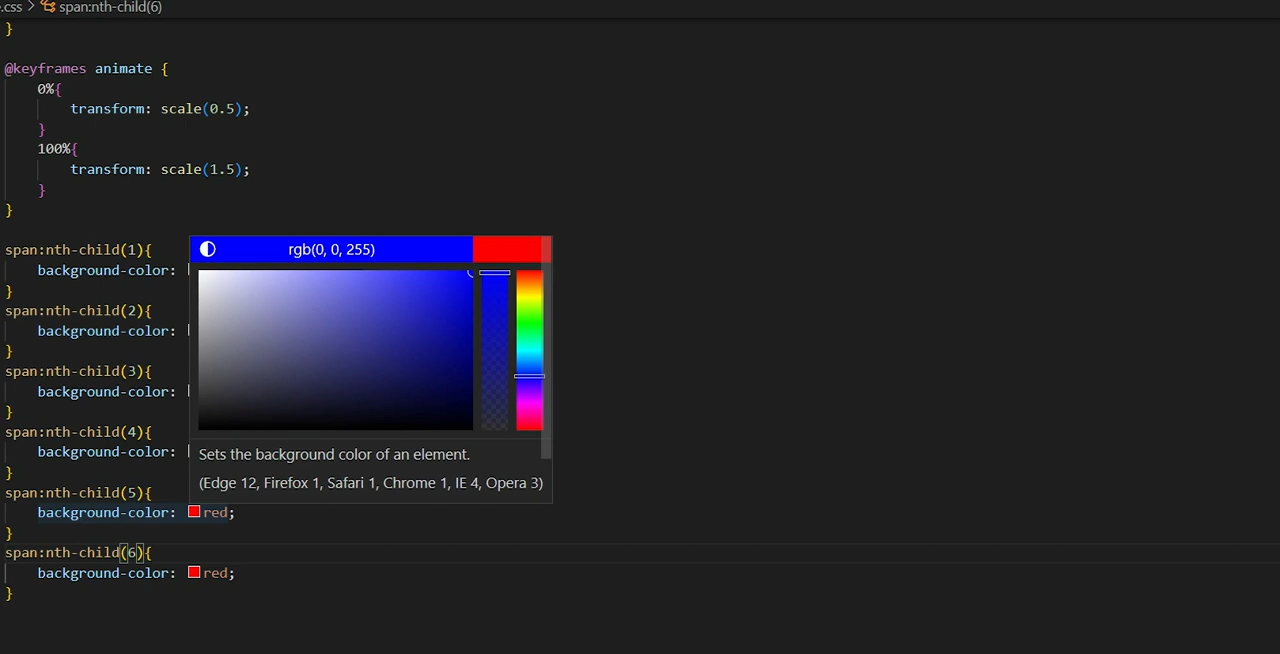 .css > span:nth-child(6)
}
@keyframes animate {
0%{
transform: scale(0.5);
}
100%{
transform: scale(1.5);
}
}
span:nth-child(1){
background-color:
}
span:nth-child(2){
background-color:
}
span:nth-child(3){
background-color:
}
span:nth-child(4){
background-color:
}
span:nth-child(5){
background-color: red;
}
span:nth-child(6){
background-color: red;
}
rgb(0, 0, 255)
Sets the background color of an element.
(Edge 12, Firefox 1, Safari 1, Chrome 1, IE 4, Opera 3)